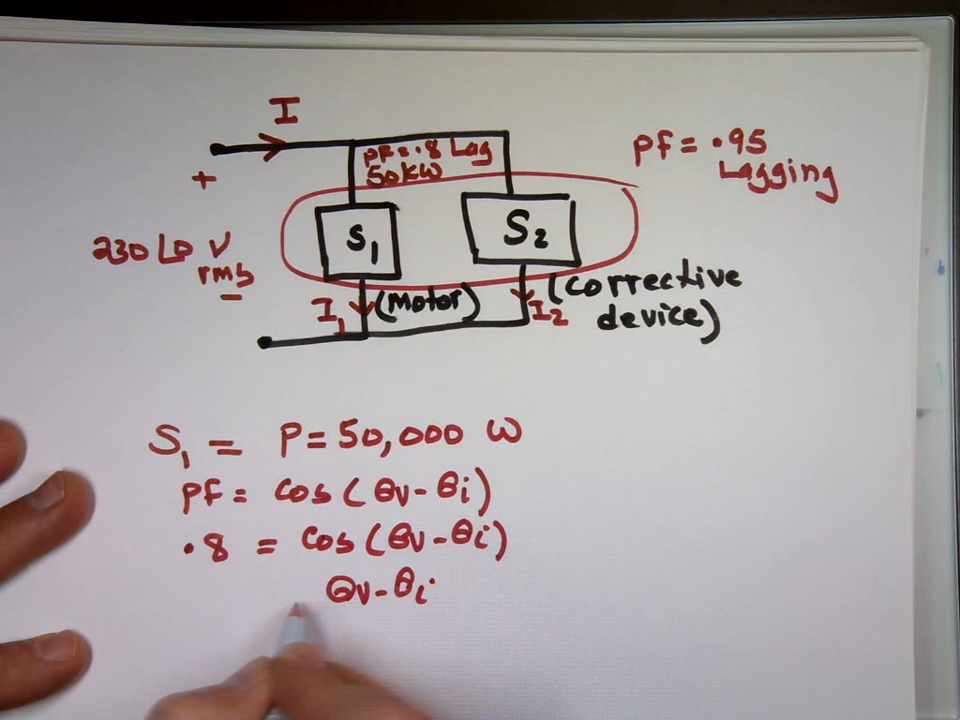 I
pf = .8 Lag
50kW
pf = .95
Lagging
+
230 ∠0 V
rms
−
S1
S2
I1
(Motor)
I2
(Corrective
device)
S1 = P = 50,000 W
pf = cos(θv - θi)
.8 = cos(θv - θi)
θv - θi